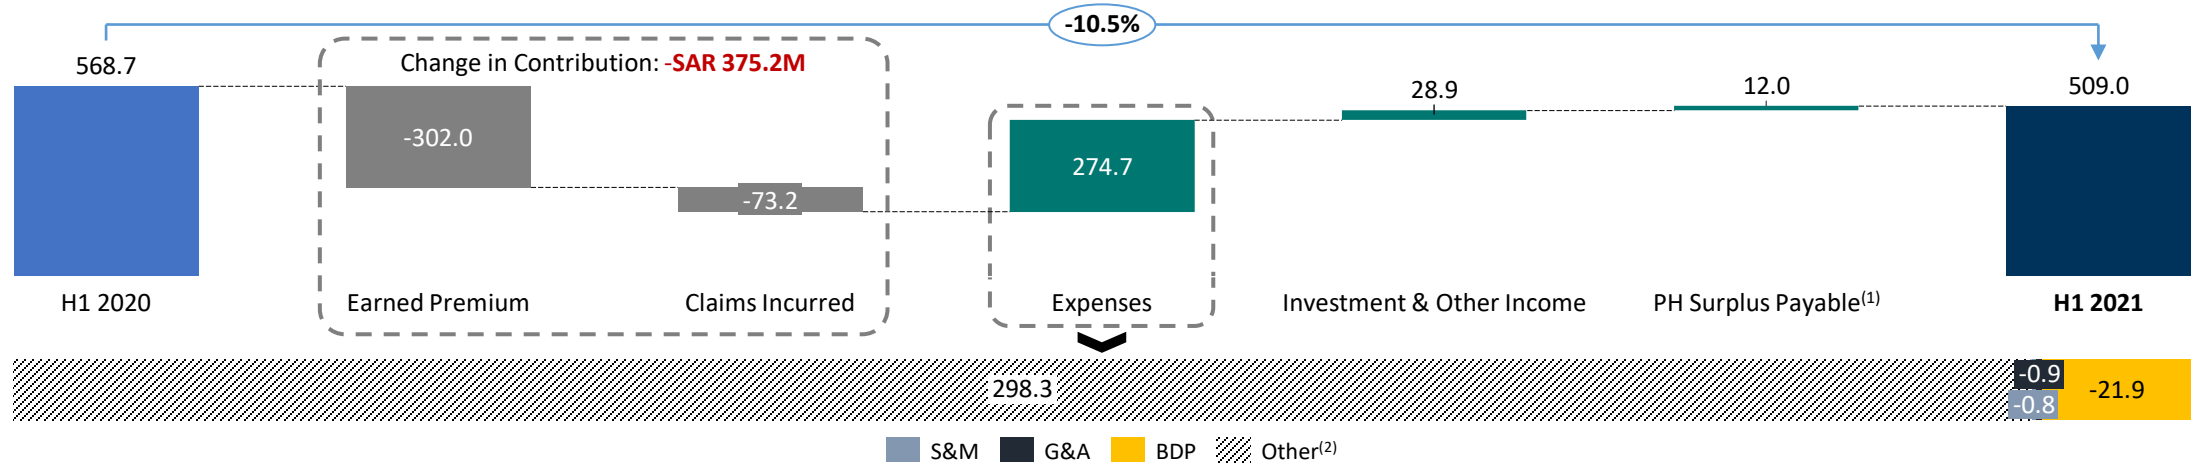 -10.5%
568.7
Change in Contribution: -SAR 375.2M
-302.0
-73.2
274.7
28.9
12.0
509.0
H1 2020
Earned Premium
Claims Incurred
Expenses
Investment & Other Income
PH Surplus Payable(1)
H1 2021
298.3
-0.9
-0.8
-21.9
S&M
G&A
BDP
Other(2)